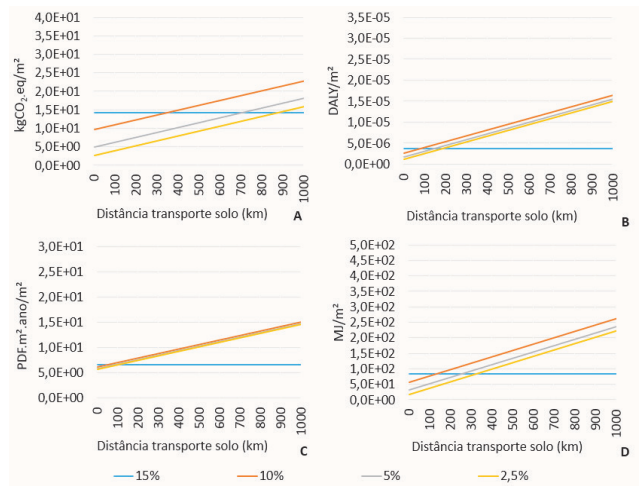 4,0E+01
3,5E+01
3,0E+01
2,5E+01
2,0E+01
1,5E+01
1,0E+01
5,0E+00
0,0E+00
kgCO₂.eq/m²
0 100 200 300 400 500 600 700 800 900 1000
Distância transporte solo (km)
A
3,5E-05
3,0E-05
2,5E-05
2,0E-05
1,5E-05
1,0E-05
5,0E-06
0,0E+00
DALY/m²
0 100 200 300 400 500 600 700 800 900 1000
Distância transporte solo (km)
B
3,0E+01
2,5E+01
2,0E+01
1,5E+01
1,0E+01
5,0E+00
0,0E+00
PDF.m².ano/m²
0 100 200 300 400 500 600 700 800 900 1000
Distância transporte solo (km)
C
5,0E+02
4,5E+02
4,0E+02
3,5E+02
3,0E+02
2,5E+02
2,0E+02
1,5E+02
1,0E+02
5,0E+01
0,0E+00
MJ/m²
0 100 200 300 400 500 600 700 800 900 1000
Distância transporte solo (km)
D
15% 10% 5% 2,5%